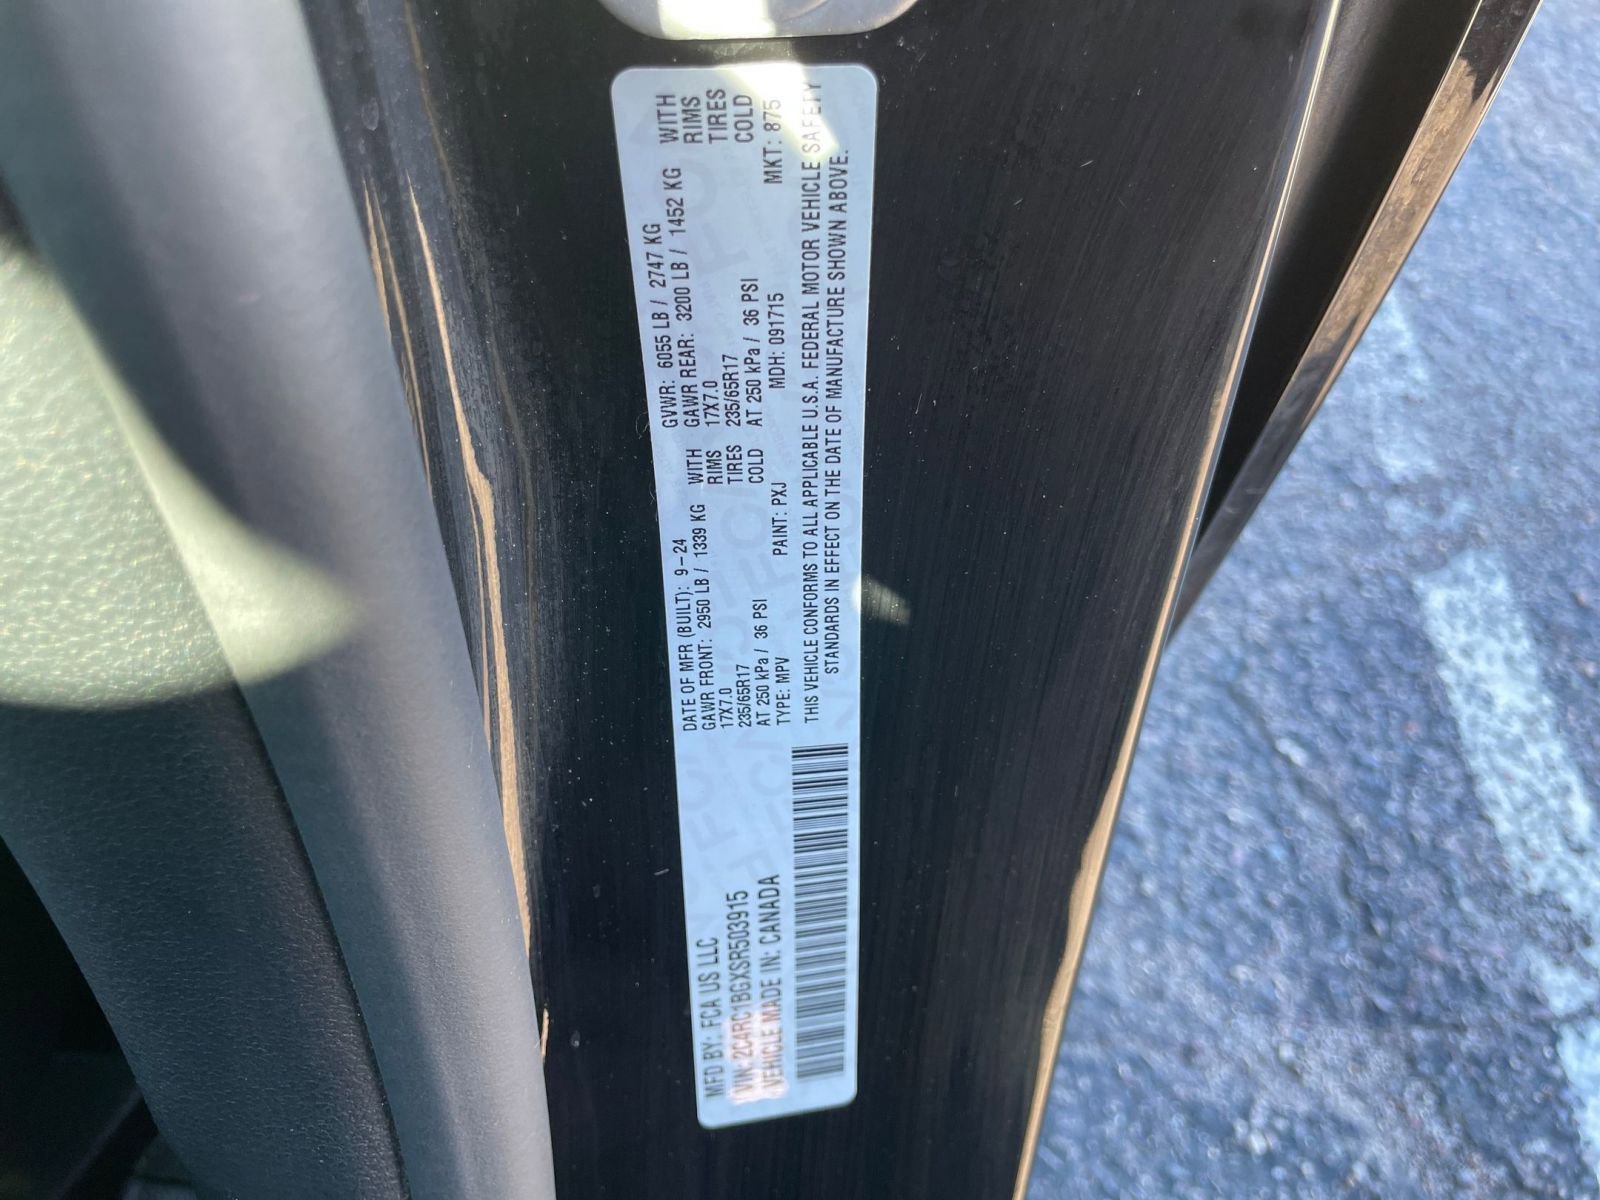 MFD BY: FCA US LLC
VIN: 2C4RC1BGXSR503915
VEHICLE MADE IN: CANADA
DATE OF MFR (BUILT): 9-24
GAWR FRONT: 2950 LB / 1339 KG WITH
17X7.0 RIMS
235/65R17 TIRES
AT 250 kPa / 36 PSI COLD
TYPE: MPV PAINT: PXJ MDH: 091715 MKT: 875
GVWR: 6055 LB / 2747 KG
GAWR REAR: 3200 LB / 1452 KG WITH
17X7.0 RIMS
235/65R17 TIRES
AT 250 kPa / 36 PSI COLD
THIS VEHICLE CONFORMS TO ALL APPLICABLE U.S.A. FEDERAL MOTOR VEHICLE SAFETY
STANDARDS IN EFFECT ON THE DATE OF MANUFACTURE SHOWN ABOVE.